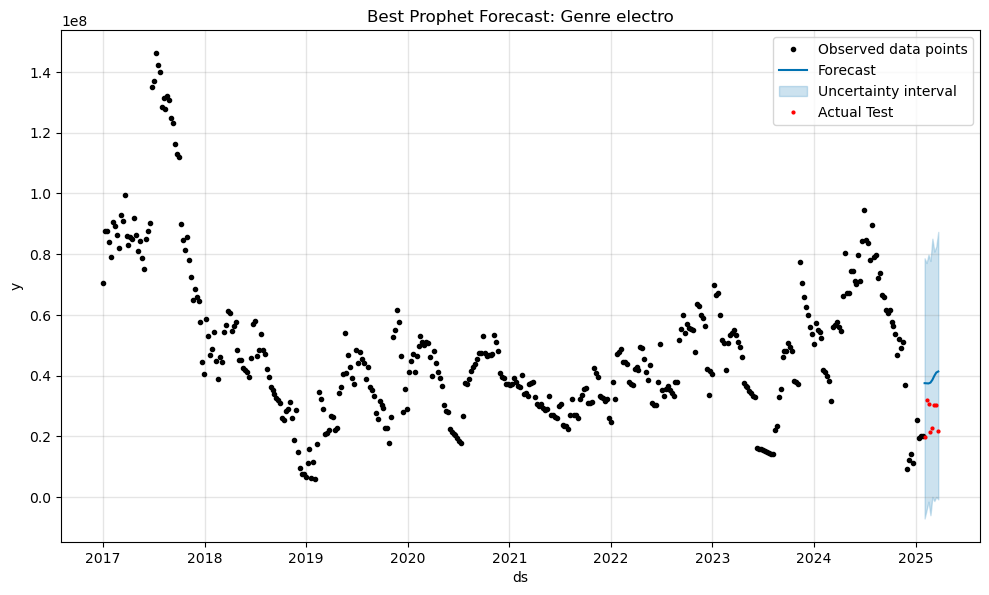 Best Prophet Forecast: Genre electro
1e8
Observed data points
Forecast
Uncertainty interval
Actual Test
1.4
1.2
1.0
0.8
0.6
0.4
0.2
0.0
y
2017 2018 2019 2020 2021 2022 2023 2024 2025
ds